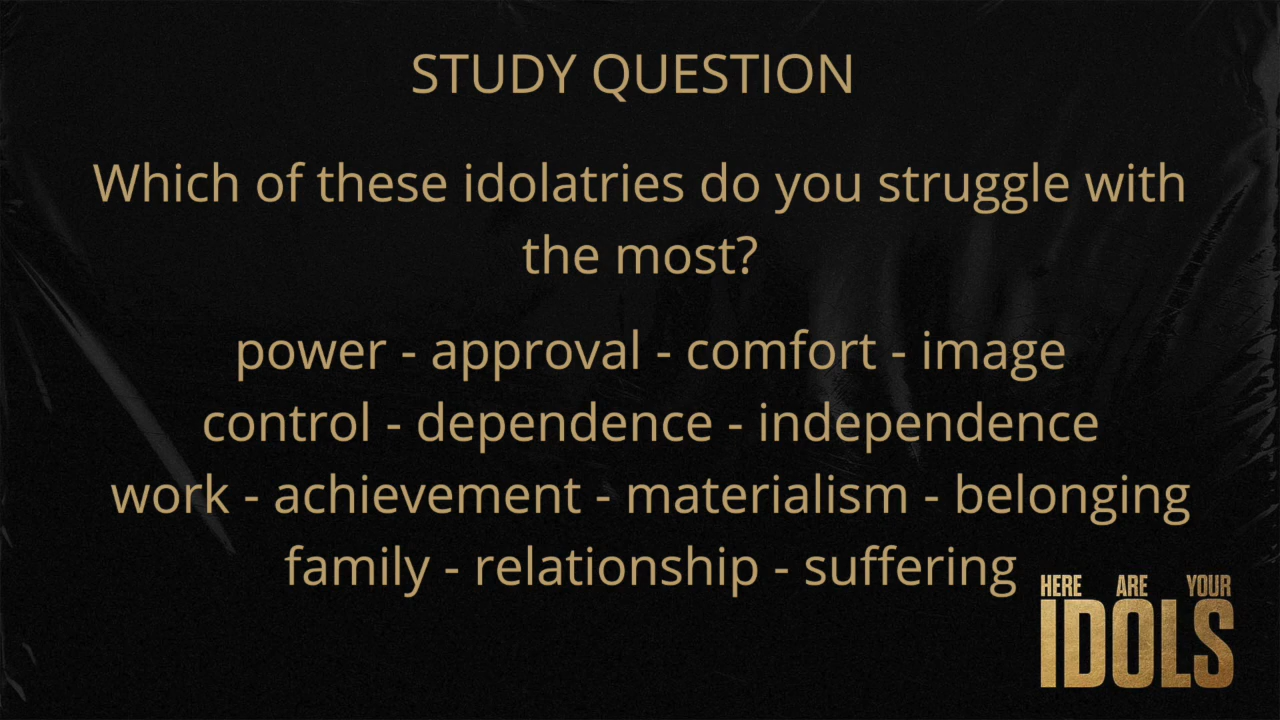 STUDY QUESTION
Which of these idolatries do you struggle with
the most?
power - approval - comfort - image
control - dependence - independence
work - achievement - materialism - belonging
family - relationship - suffering
HERE ARE YOUR
IDOLS